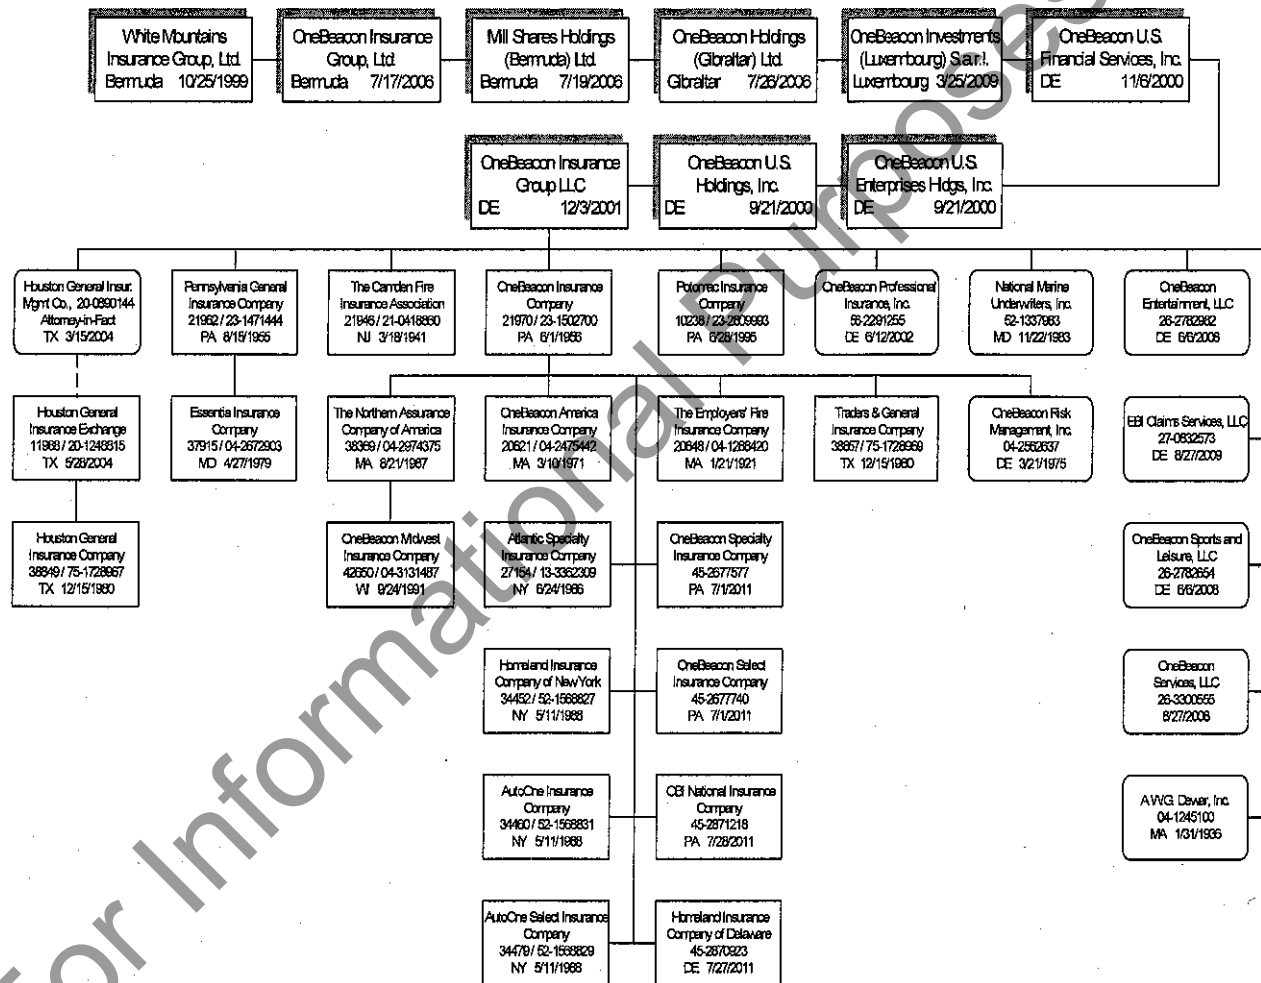 White Mountains
Insurance Group, Ltd.
Bermuda 10/25/1999
OneBeacon Insurance
Group, Ltd.
Bermuda 7/17/2006
Mill Shares Holdings
(Bermuda) Ltd.
Bermuda 7/19/2006
OneBeacon Holdings
(Gibraltar) Ltd.
Gibraltar 7/26/2006
OneBeacon Investments
(Luxembourg) S.a.r.l.
Luxembourg 3/25/2009
OneBeacon U.S.
Financial Services, Inc.
DE 11/6/2000
OneBeacon Insurance
Group LLC
DE 12/3/2001
OneBeacon U.S.
Holdings, Inc.
DE 9/21/2000
OneBeacon U.S.
Enterprises Hldgs, Inc.
DE 9/21/2000
Houston General Insur.
Mgmt Co., 20-0890144
Attorney-in-Fact
TX 3/15/2004
Pennsylvania General
Insurance Company
21962 / 23-1471444
PA 8/15/1955
The Camden Fire
Insurance Association
21946 / 21-0418860
NJ 3/18/1941
OneBeacon Insurance
Company
21970 / 23-1502700
PA 6/1/1956
Potomac Insurance
Company
10238 / 23-2809993
PA 6/28/1995
OneBeacon Professional
Insurance, Inc.
56-2291255
DE 6/12/2002
National Marine
Underwriters, Inc.
52-1337983
MD 11/22/1983
OneBeacon
Entertainment, LLC
26-2782982
DE 6/6/2008
Houston General
Insurance Exchange
11968 / 20-1248815
TX 5/28/2004
Essentia Insurance
Company
37915 / 04-2672903
MO 4/27/1979
The Northern Assurance
Company of America
38369 / 04-2974375
MA 8/21/1987
OneBeacon America
Insurance Company
20621 / 04-2475442
MA 3/10/1971
The Employers' Fire
Insurance Company
20648 / 04-1288420
MA 1/21/1921
Traders & General
Insurance Company
38867 / 75-1728969
TX 12/15/1980
OneBeacon Risk
Management, Inc.
04-2562637
DE 3/21/1975
EBI Claims Services, LLC
27-0832573
DE 8/27/2009
Houston General
Insurance Company
38849 / 75-1728967
TX 12/15/1980
OneBeacon Midwest
Insurance Company
42650 / 04-3131487
WI 9/24/1991
Atlantic Specialty
Insurance Company
27154 / 13-3362309
NY 6/24/1986
OneBeacon Specialty
Insurance Company
45-2677577
PA 7/1/2011
OneBeacon Sports and
Leisure, LLC
26-2782654
DE 6/6/2008
Homeland Insurance
Company of New York
34452 / 52-1568827
NY 5/11/1988
OneBeacon Select
Insurance Company
45-2677740
PA 7/1/2011
OneBeacon
Services, LLC
26-3300555
8/27/2008
AutoOne Insurance
Company
34460 / 52-1568831
NY 5/11/1988
OBI National Insurance
Company
45-2871218
PA 7/28/2011
A.W.G. Dewar, Inc.
04-1245100
MA 1/31/1936
AutoOne Select Insurance
Company
34479 / 52-1568829
NY 5/11/1988
Homeland Insurance
Company of Delaware
45-2870923
DE 7/27/2011
For Informational Purposes